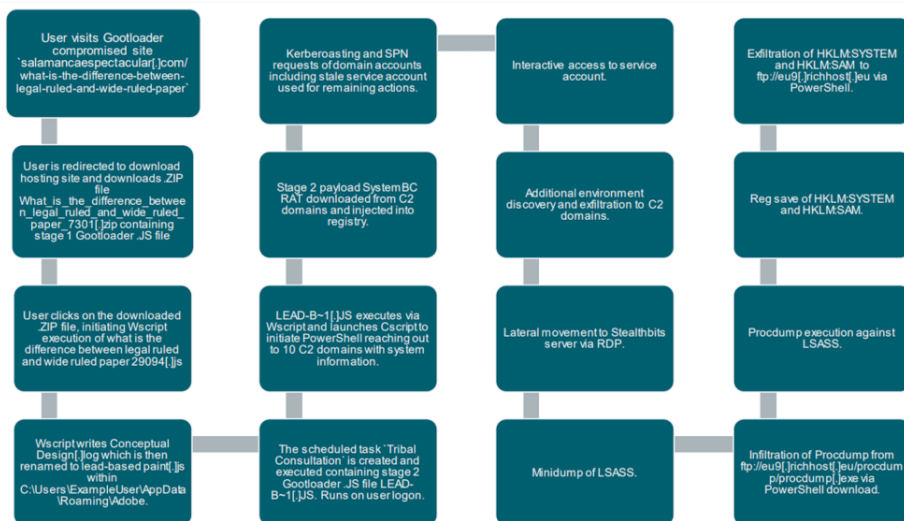 User visits Gootloader
compromised site
`salamancaespectacular[.]com/
what-is-the-difference-between-
legal-ruled-and-wide-ruled-paper`
User is redirected to download
hosting site and downloads .ZIP
file
What_is_the_difference_betwee
n_legal_ruled_and_wide_ruled_
paper_7301[.]zip containing
stage 1 Gootloader .JS file
User clicks on the downloaded
.ZIP file, initiating Wscript
execution of what is the
difference between legal ruled
and wide ruled paper 29094[.]js
Wscript writes Conceptual
Design[.]log which is then
renamed to lead-based paint[.]js
within
C:\Users\ExampleUser\AppData
\Roaming\Adobe.
The scheduled task `Tribal
Consultation` is created and
executed containing stage 2
Gootloader .JS file LEAD-
B~1[.]JS. Runs on user logon.
LEAD-B~1[.]JS executes via
Wscript and launches Cscript to
initiate PowerShell reaching out
to 10 C2 domains with system
information.
Stage 2 payload SystemBC
RAT downloaded from C2
domains and injected into
registry.
Kerberoasting and SPN
requests of domain accounts
including stale service account
used for remaining actions.
Interactive access to service
account.
Additional environment
discovery and exfiltration to C2
domains.
Lateral movement to Stealthbits
server via RDP.
Minidump of LSASS.
Infiltration of Procdump from
ftp://eu9[.]richhost[.]eu/procdum
p/procdump[.]exe via
PowerShell download.
Procdump execution against
LSASS.
Reg save of HKLM:SYSTEM
and HKLM:SAM.
Exfiltration of HKLM:SYSTEM
and HKLM:SAM to
ftp://eu9[.]richhost[.]eu via
PowerShell.